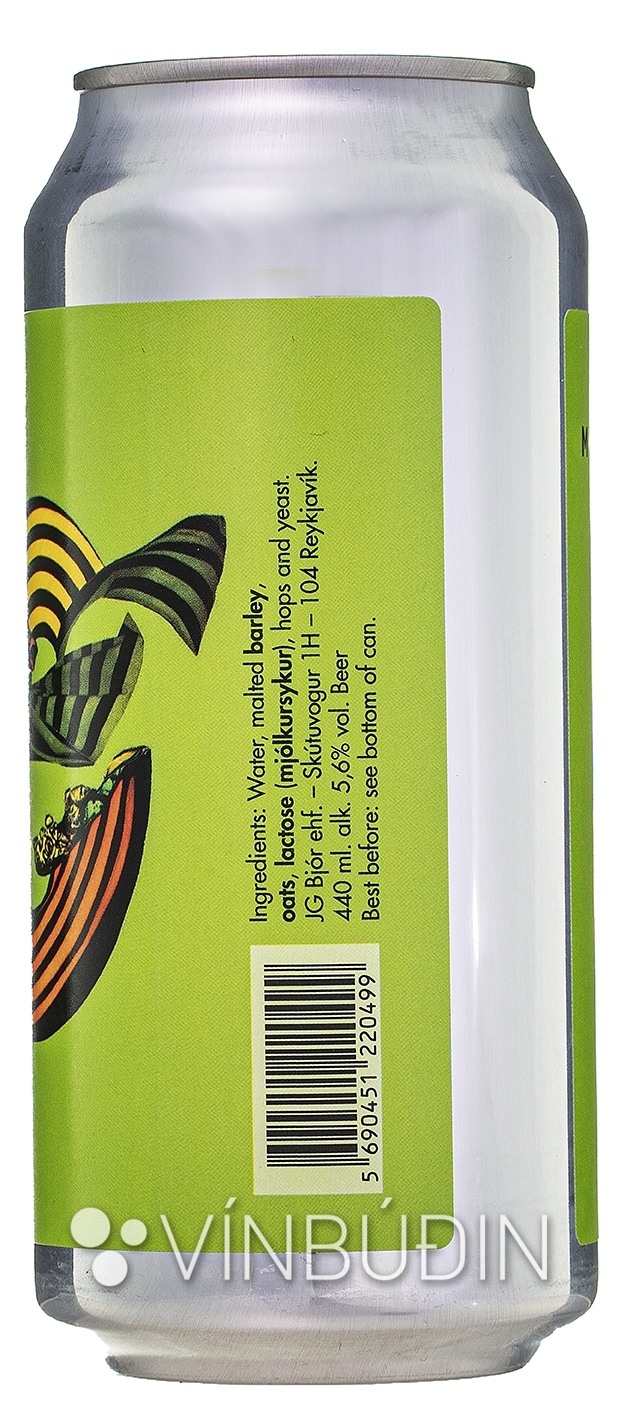 Ingredients: Water, malted barley,
oats, lactose (mjólkursykur), hops and yeast.
JG Bjór ehf. – Skútuvogur 1H – 104 Reykjavík.
440 ml. alk. 5,6% vol. Beer
Best before: see bottom of can.
5 690451 220499
VÍNBÚÐIN